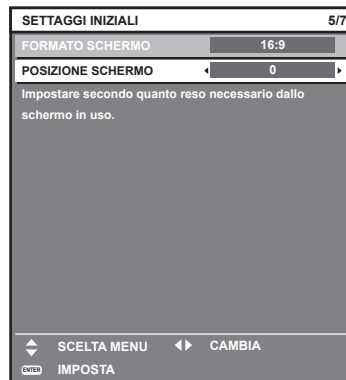 SETTAGGI INIZIALI 5/7
FORMATO SCHERMO 16:9
POSIZIONE SCHERMO 0
Impostare secondo quanto reso necessario dallo
schermo in uso.
SCELTA MENU CAMBIA
ENTER IMPOSTA